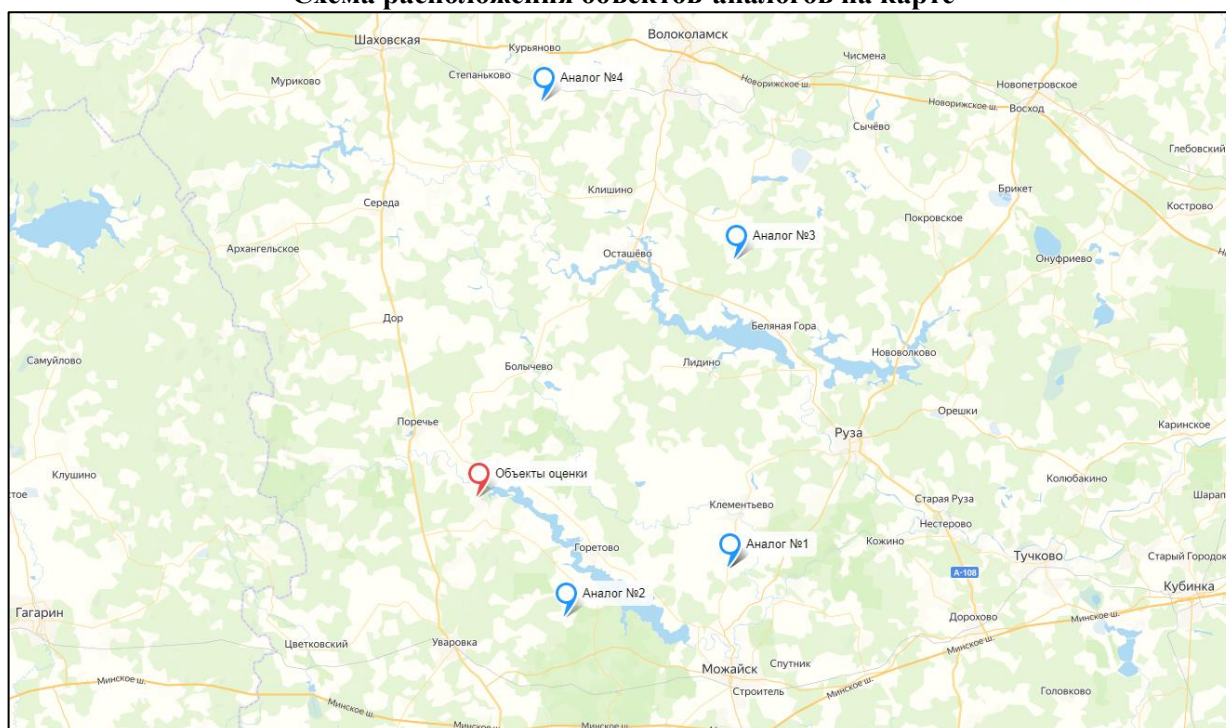 Схема расположения объектов-аналогов на карте
Шаховская
Курьяново
Волоколамск
Чисмена
Муриково
Степаньково
Аналог №4
Новорижское ш.
Новопетровское
Новорижское ш.
Восход
Сычёво
Глебовский
Клишино
Брикет
Середа
Кострово
Покровское
Архангельское
Осташёво
Аналог №3
Онуфриево
Дор
Беляная Гора
Самуйлово
Болычево
Лидино
Нововолково
Поречье
Руза
Орешки
Каринское
Клушино
Объекты оценки
Колюбакино
стое
Клементьево
Старая Руза
Шарап
Нестерово
Горетово
Аналог №1
Кожино
Тучково
Старый Городок
А-108
Кубинка
Аналог №2
Гагарин
Цветковский
Уваровка
Дорохово
Минское ш.
Минское ш.
Можайск
Спутник
Минское ш.
Строитель
Головково
Минское ш.
Минское ш.